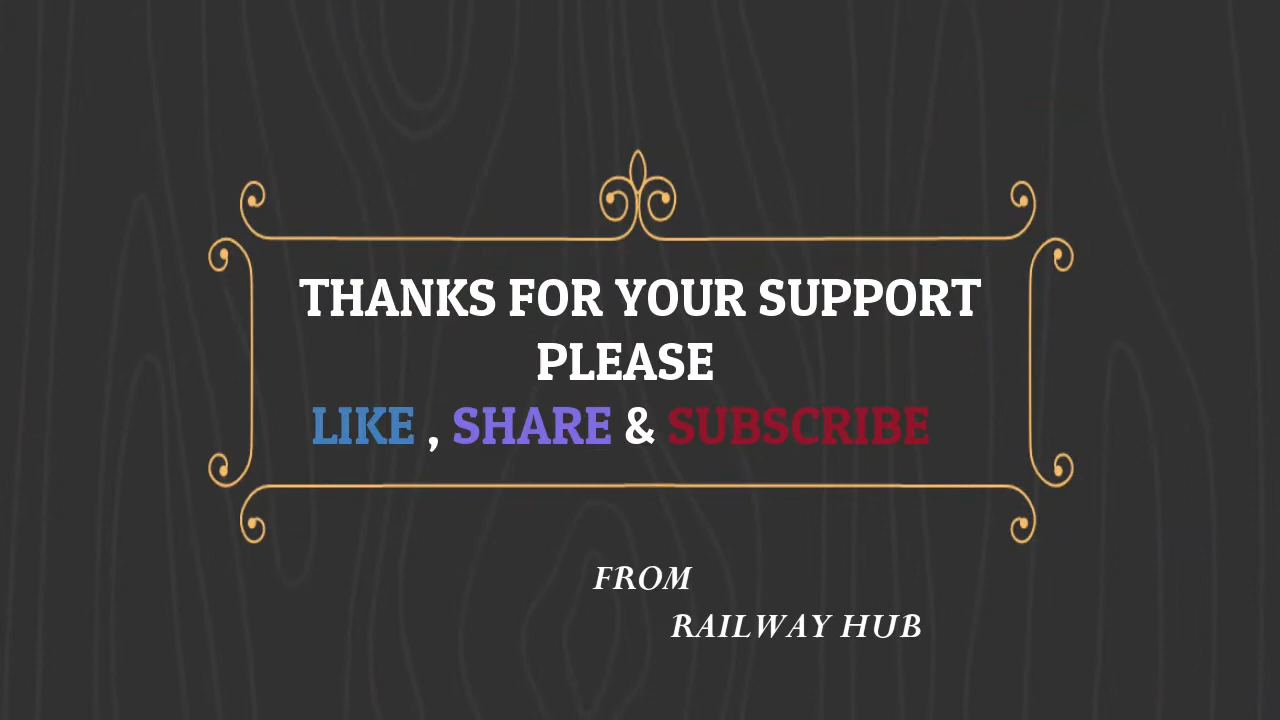 THANKS FOR YOUR SUPPORT
PLEASE
LIKE , SHARE & SUBSCRIBE
FROM
RAILWAY HUB